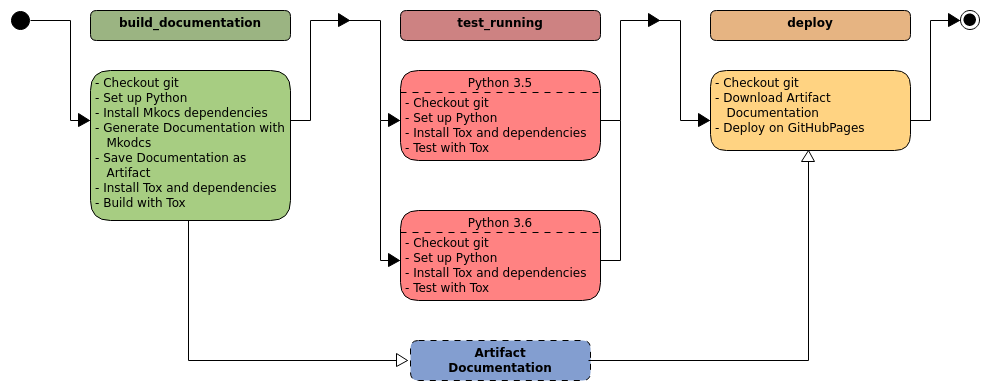 build_documentation
- Checkout git
- Set up Python
- Install Mkocs dependencies
- Generate Documentation with
Mkodcs
- Save Documentation as
Artifact
- Install Tox and dependencies
- Build with Tox
test_running
Python 3.5
- Checkout git
- Set up Python
- Install Tox and dependencies
- Test with Tox
Python 3.6
- Checkout git
- Set up Python
- Install Tox and dependencies
- Test with Tox
deploy
- Checkout git
- Download Artifact
Documentation
- Deploy on GitHubPages
Artifact
Documentation